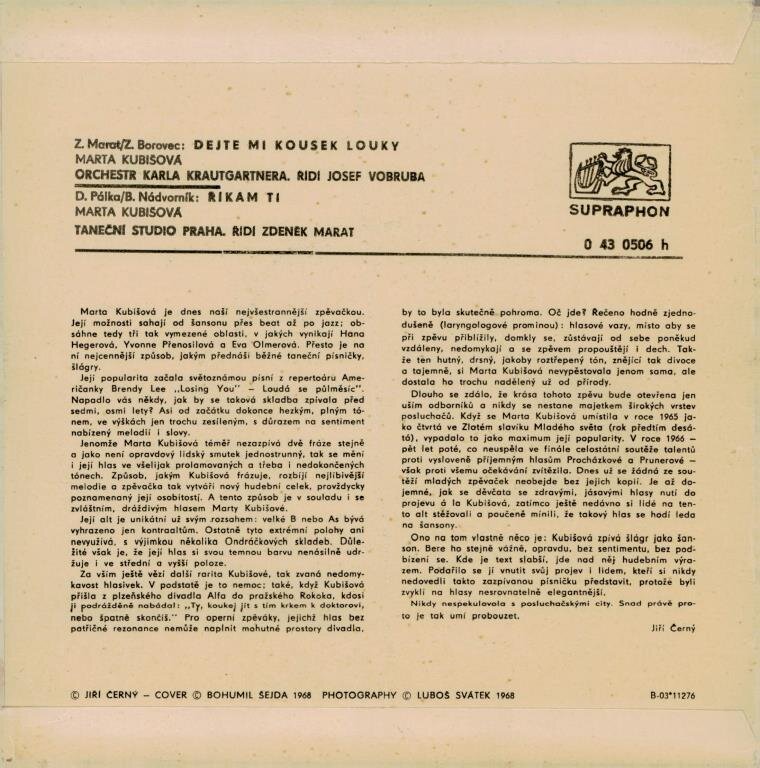 Z. Marat/Z. Borovec: DEJTE MI KOUSEK LOUKY
MARTA KUBIŠOVÁ
ORCHESTR KARLA KRAUTGARTNERA. ŘÍDÍ JOSEF VOBRUBA
D. Pálka/B. Nádvorník: ŘÍKÁM TI
MARTA KUBIŠOVÁ
TANEČNÍ STUDIO PRAHA. ŘÍDÍ ZDENĚK MARAT
SUPRAPHON
0 43 0506 h
Marta Kubišová je dnes naší nejvšestrannější zpěvačkou.
Její možnosti sahají od šansonu přes beat až po jazz; ob-
sáhne tedy tři tak vymezené oblasti, v jakých vynikají Hana
Hegerová, Yvonne Přenosilová a Eva Olmerová. Přesto je na
ní nejcennější způsob, jakým přednáší běžné taneční písničky,
šlágry.
Její popularita začala světoznámou písní z repertoáru Ame-
ričanky Brendy Lee „Losing You" – Loudá se půlměsíc".
Napadlo vás někdy, jak by se taková skladba zpívala před
sedmi, osmi lety? Asi od začátku dokonce hezkým, plným tó-
nem, ve výškách jen trochu zesíleným, s důrazem na sentiment
nabízený melodií i slovy.
Jenomže Marta Kubišová téměř nezazpívá dvě fráze stejně
a jako není opravdový lidský smutek jednostrunný, tak se mění
i její hlas ve všelijak prolamovaných a třeba i nedokončených
tónech. Způsob, jakým Kubišová frázuje, rozbíjí nejlíbivější
melodie a zpěvačka tak vytváří nový hudební celek, provždycky
poznamenaný její osobitostí. A tento způsob je v souladu i se
zvláštním, dráždivým hlasem Marty Kubišové.
Její alt je unikátní už svým rozsahem: velké B nebo As bývá
vyhrazeno jen kontraaltům. Ostatně tyto extrémní polohy ani
nevyužívá, s výjimkou několika Ondráčkových skladeb. Důle-
žité však je, že její hlas si svou temnou barvu nenásilně udr-
žuje i ve střední a vyšší poloze.
Za vším ještě vězí další rarita Kubišové, tak zvaná nedomy-
kavost hlasivek. V podstatě je to nemoc; také, když Kubišová
přišla z plzeňského divadla Alfa do pražského Rokoka, kdosi
jí podrážděně nabádal: „Ty, koukej jít s tím krkem k doktorovi,
nebo špatně skončíš." Pro operní zpěváky, jejichž hlas bez
patřičné rezonance nemůže naplnit mohutné prostory divadla,
by to byla skutečně pohroma. Oč jde? Řečeno hodně zjedno-
dušeně (laryngologové prominou): hlasové vazy, místo aby se
při zpěvu přiblížily, domkly se, zůstávají od sebe poněkud
vzdáleny, nedomykají a se zpěvem propouštějí i dech. Tak-
že ten hutný, drsný, jakoby roztřepený tón, znějící tak divoce
a tajemně, si Marta Kubišová nevypěstovala jenom sama, ale
dostala ho trochu nadělený už od přírody.
Dlouho se zdálo, že krása tohoto zpěvu bude otevřena jen
uším odborníků a nikdy se nestane majetkem širokých vrstev
posluchačů. Když se Marta Kubišová umístila v roce 1965 ja-
ko čtvrtá ve Zlatém slavíku Mladého světa (rok předtím desá-
tá), vypadalo to jako maximum její popularity. V roce 1966 –
pět let poté, co neuspěla ve finále celostátní soutěže talentů
proti vysloveně příjemným hlasům Procházkové a Prunerové –
však proti všemu očekávání zvítězila. Dnes už se žádná ze sou-
těží mladých zpěvaček neobejde bez jejích kopií. Je až do-
jemné, jak se děvčata se zdravými, jásavými hlasy nutí do
projevu á la Kubišová, zatímco ještě nedávno si lidé na ten-
to alt stěžovali a poučeně mínili, že takový hlas se hodí leda
na šansony.
Ono na tom vlastně něco je: Kubišová zpívá šlágr jako šan-
son. Bere ho stejně vážně, opravdu, bez sentimentu, bez pod-
bízení se. Kde je text slabší, jde nad něj hudebním výra-
zem. Podařilo se jí vnutit svůj projev i lidem, kteří si nikdy
nedovedli takto zazpívanou písničku představit, protože byli
zvyklí na hlasy nesrovnatelně elegantnější.
Nikdy nespekulovala s posluchačskými city. Snad právě pro-
to je tak umí probouzet.
Jiří Černý
© JIŘÍ ČERNÝ – COVER © BOHUMIL ŠEJDA 1968 PHOTOGRAPHY © LUBOŠ SVÁTEK 1968
B-03*11276